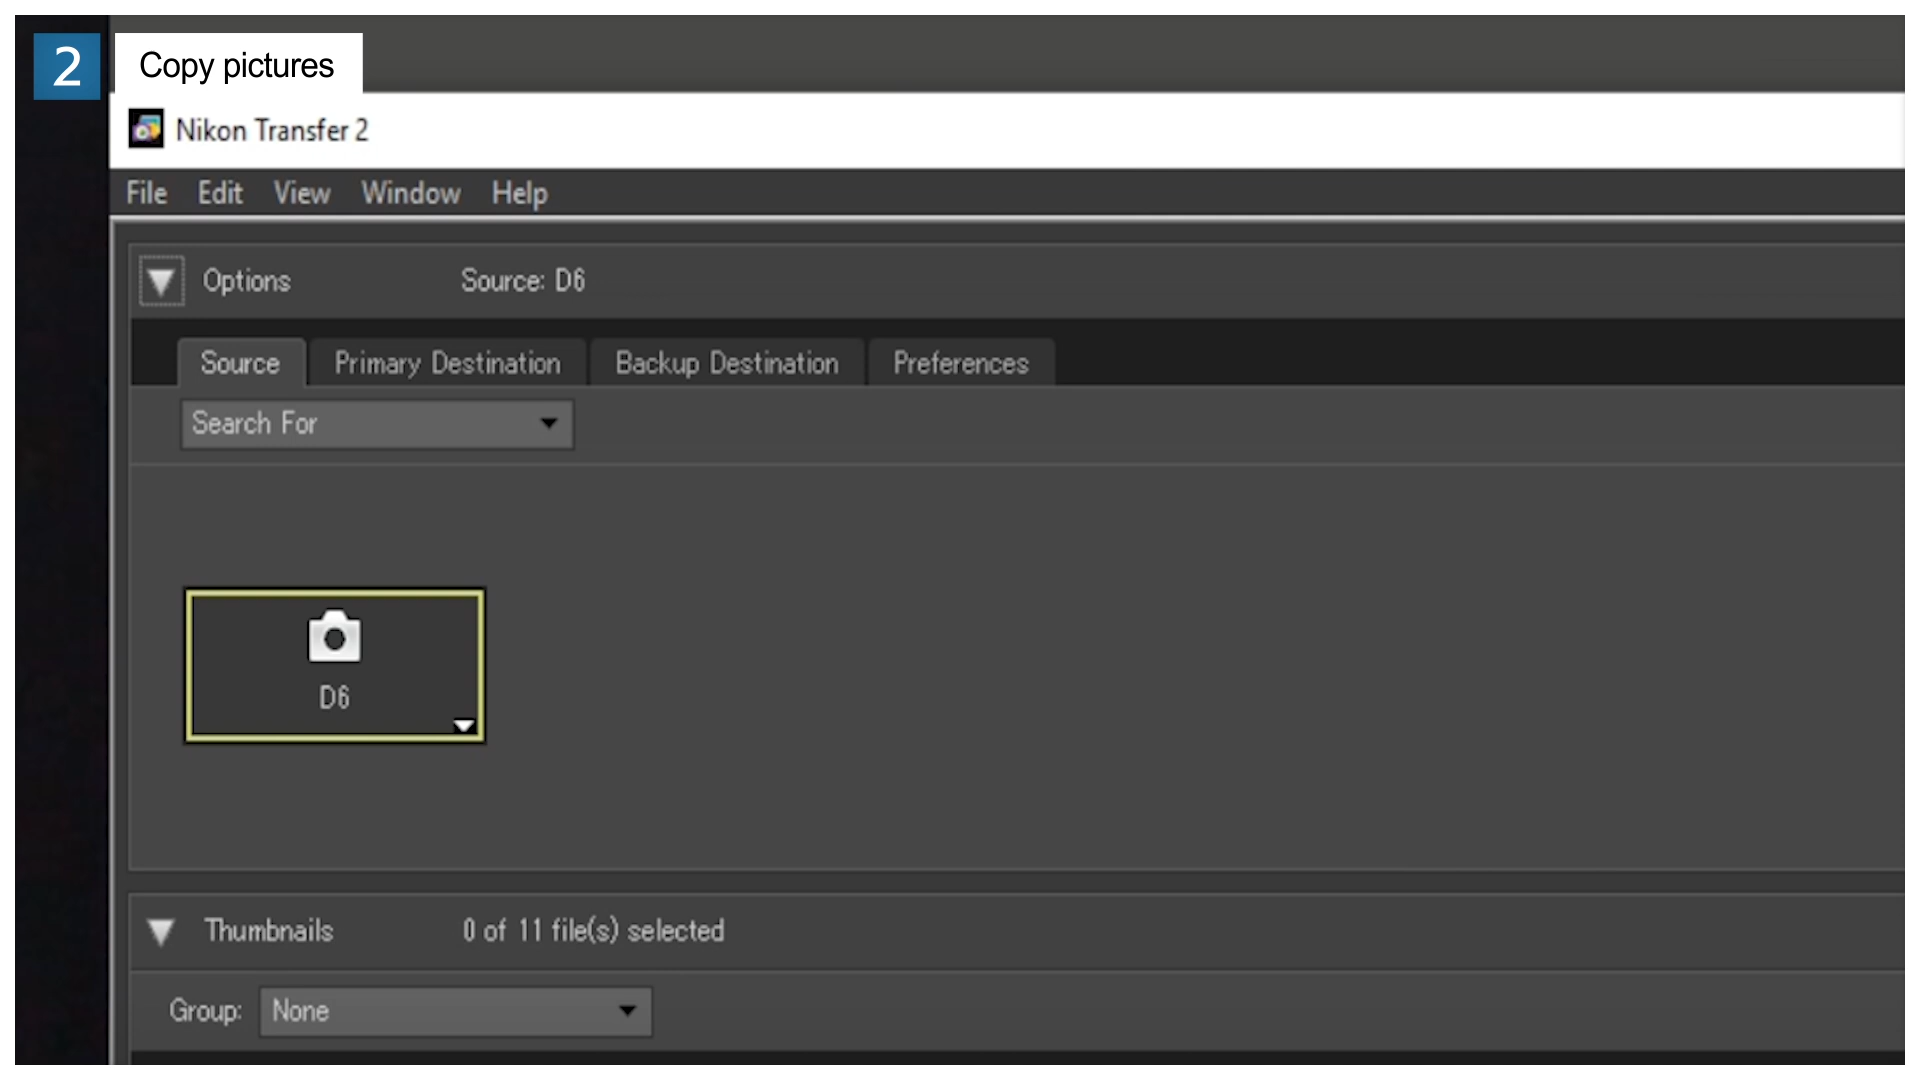 2 Copy pictures
Nikon Transfer 2
File Edit View Window Help
Options Source: D6
Source Primary Destination Backup Destination Preferences
Search For
D6
Thumbnails 0 of 11 file(s) selected
Group: None